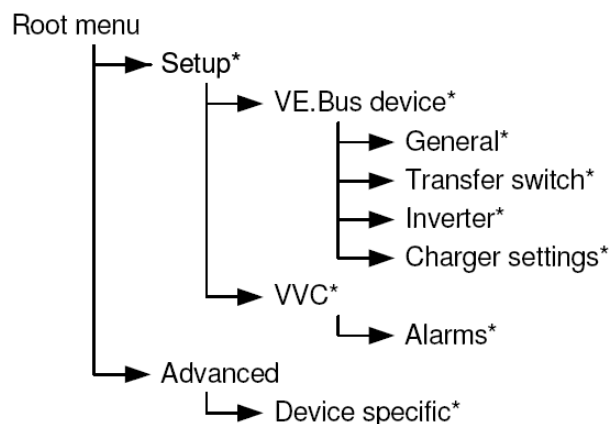 Root menu
Setup*
VE.Bus device*
General*
Transfer switch*
Inverter*
Charger settings*
VVC*
Alarms*
Advanced
Device specific*